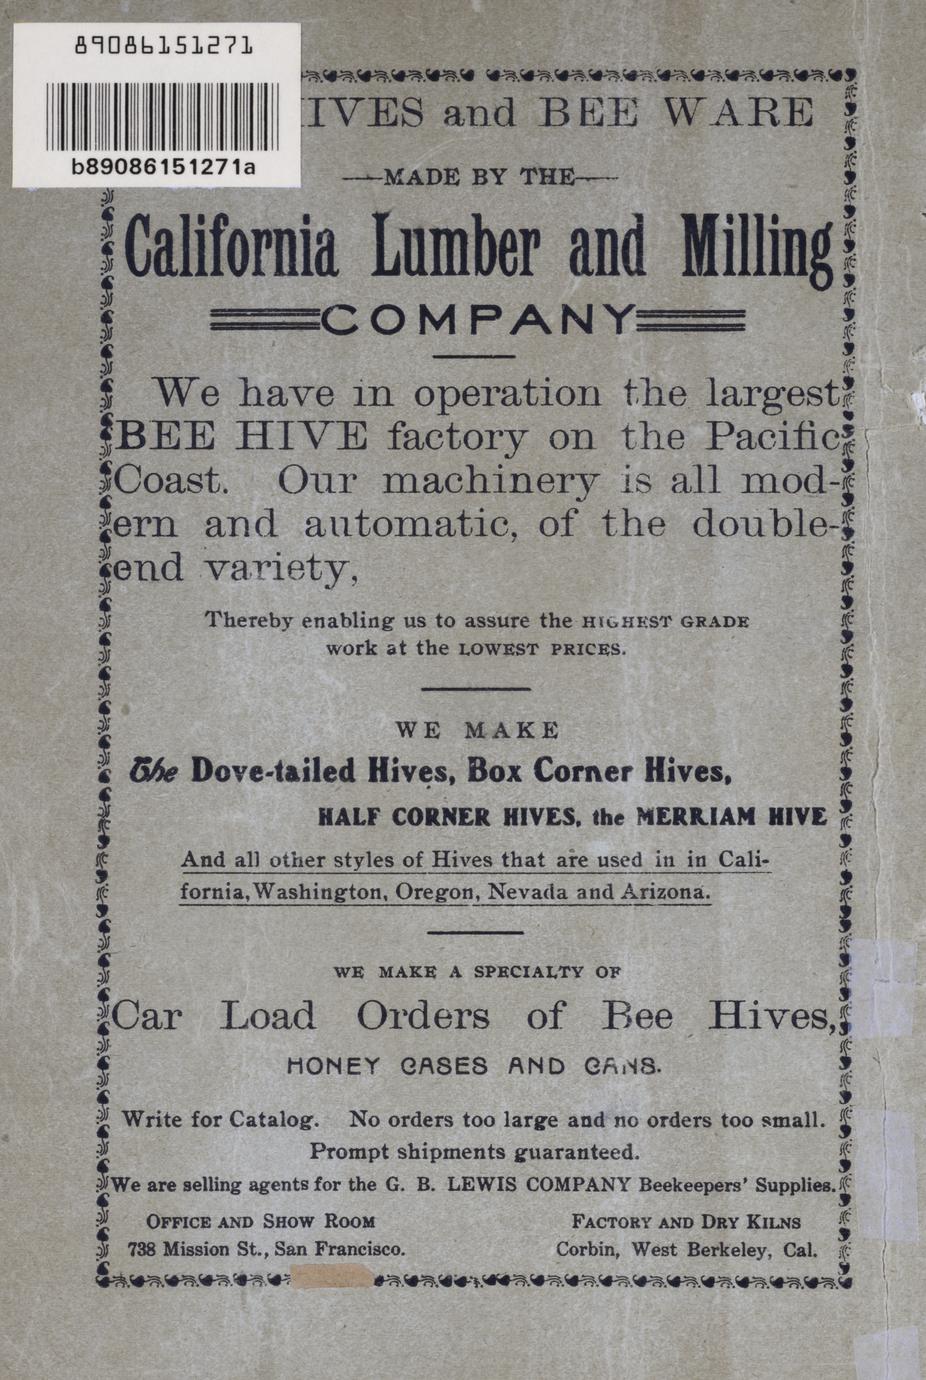 89086151271
b89086151271a
HIVES and BEE WARE
—MADE BY THE—
California Lumber and Milling
COMPANY
We have in operation the largest
BEE HIVE factory on the Pacific
Coast. Our machinery is all mod-
ern and automatic, of the double-
end variety,
Thereby enabling us to assure the HIGHEST GRADE
work at the LOWEST PRICES.
WE MAKE
The Dove-tailed Hives, Box Corner Hives,
HALF CORNER HIVES, the MERRIAM HIVE
And all other styles of Hives that are used in in Cali-
fornia, Washington, Oregon, Nevada and Arizona.
WE MAKE A SPECIALTY OF
Car Load Orders of Bee Hives,
HONEY CASES AND CANS.
Write for Catalog. No orders too large and no orders too small.
Prompt shipments guaranteed.
We are selling agents for the G. B. LEWIS COMPANY Beekeepers' Supplies.
OFFICE AND SHOW ROOM
738 Mission St., San Francisco.
FACTORY AND DRY KILNS
Corbin, West Berkeley, Cal.